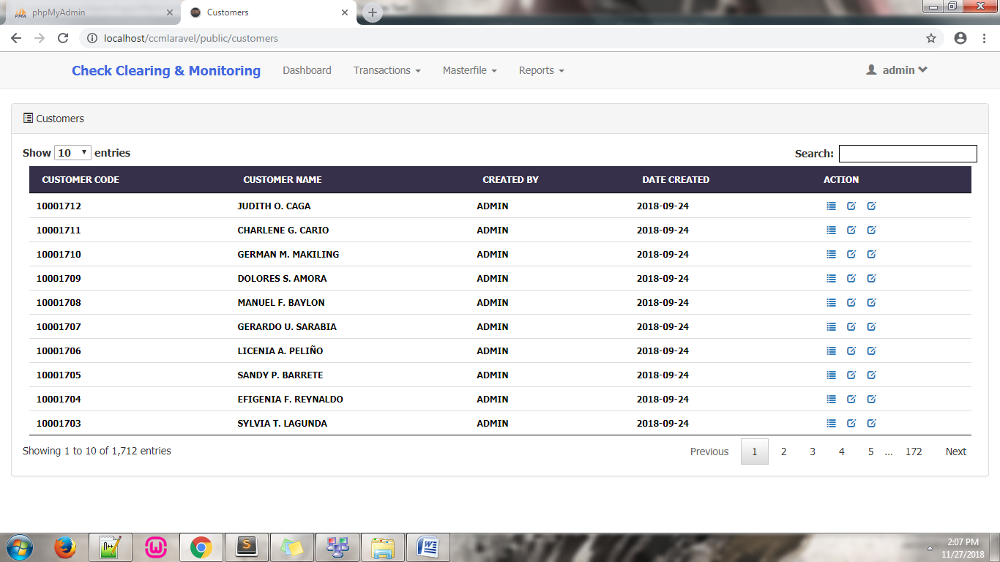 phpMyAdmin
Customers
localhost/ccmlaravel/public/customers
Check Clearing & Monitoring Dashboard Transactions Masterfile Reports admin
Customers
Show 10 entries Search:
CUSTOMER CODE CUSTOMER NAME CREATED BY DATE CREATED ACTION
10001712 JUDITH O. CAGA ADMIN 2018-09-24
10001711 CHARLENE G. CARIO ADMIN 2018-09-24
10001710 GERMAN M. MAKILING ADMIN 2018-09-24
10001709 DOLORES S. AMORA ADMIN 2018-09-24
10001708 MANUEL F. BAYLON ADMIN 2018-09-24
10001707 GERARDO U. SARABIA ADMIN 2018-09-24
10001706 LICENIA A. PELIÑO ADMIN 2018-09-24
10001705 SANDY P. BARRETE ADMIN 2018-09-24
10001704 EFIGENIA F. REYNALDO ADMIN 2018-09-24
10001703 SYLVIA T. LAGUNDA ADMIN 2018-09-24
Showing 1 to 10 of 1,712 entries Previous 1 2 3 4 5 ... 172 Next
2:07 PM
11/27/2018